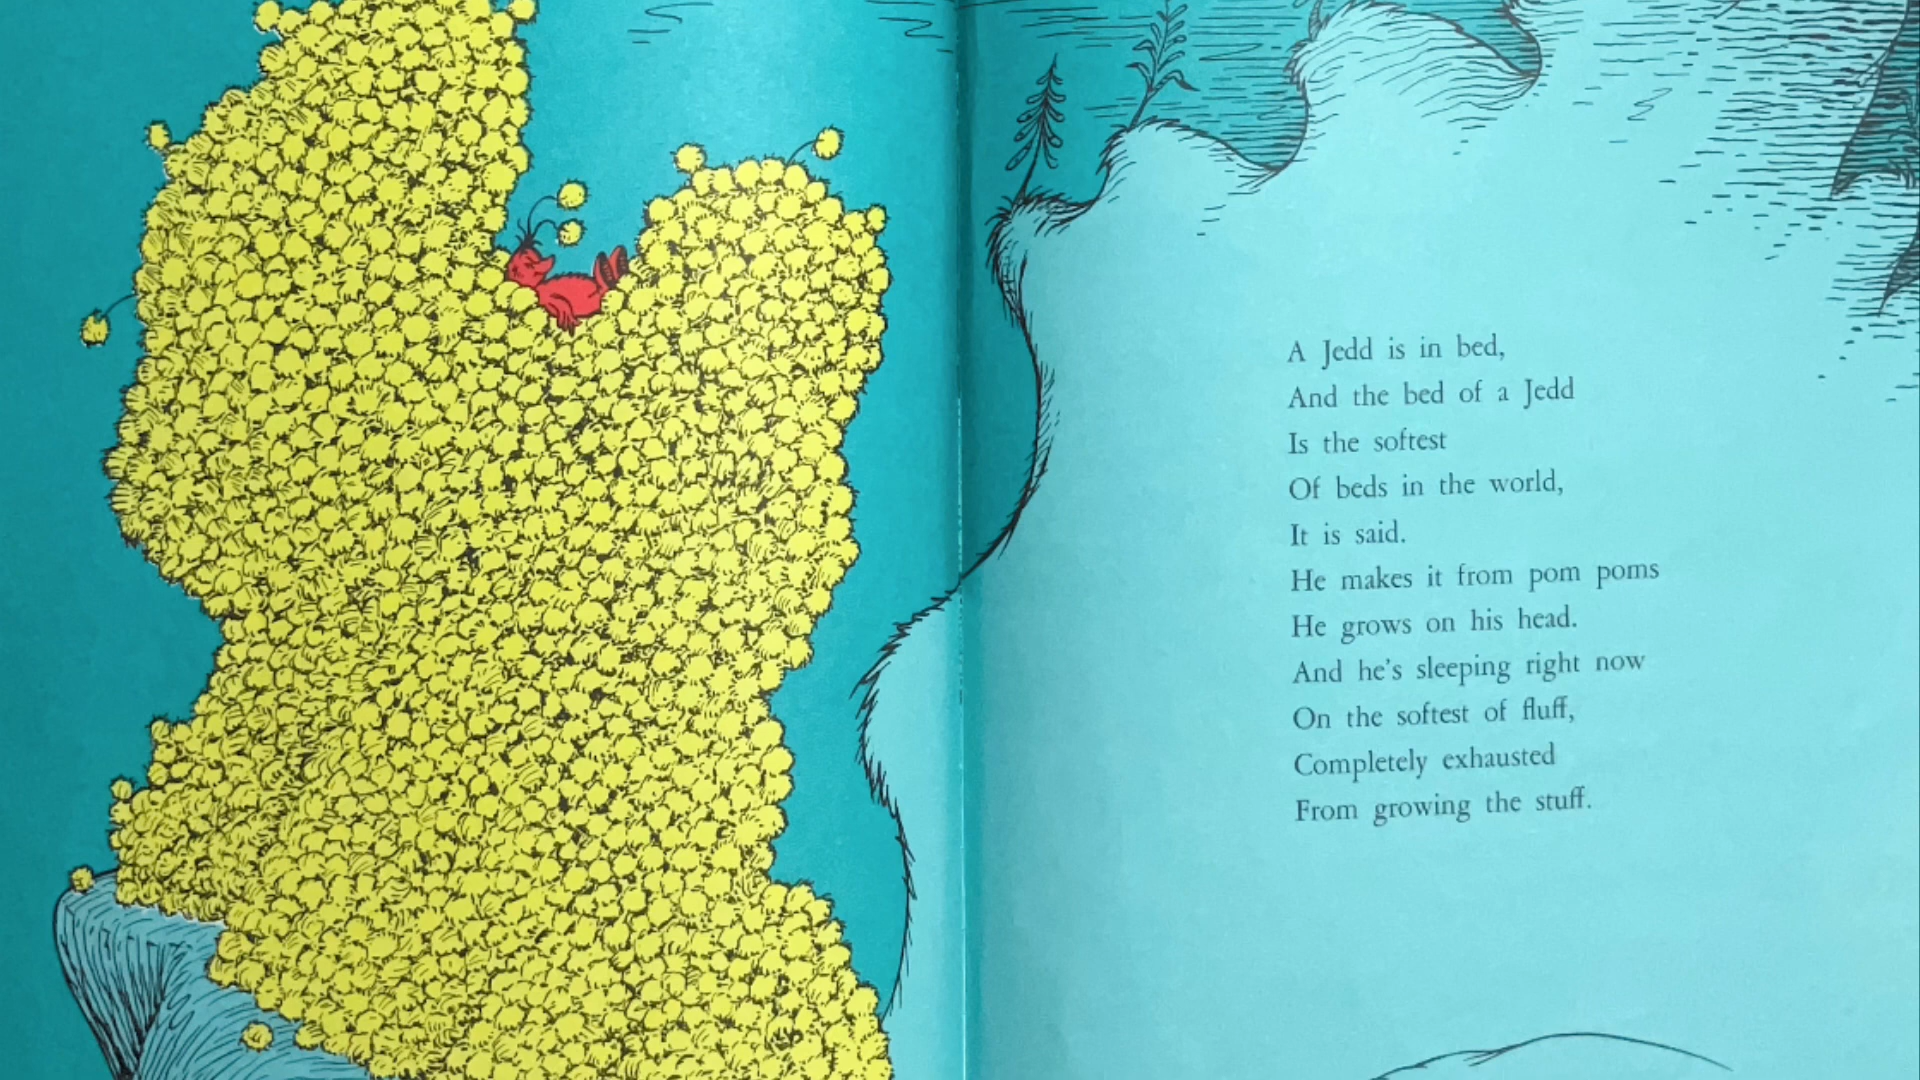 A Jedd is in bed,
And the bed of a Jedd
Is the softest
Of beds in the world,
It is said.
He makes it from pom poms
He grows on his head.
And he's sleeping right now
On the softest of fluff,
Completely exhausted
From growing the stuff.